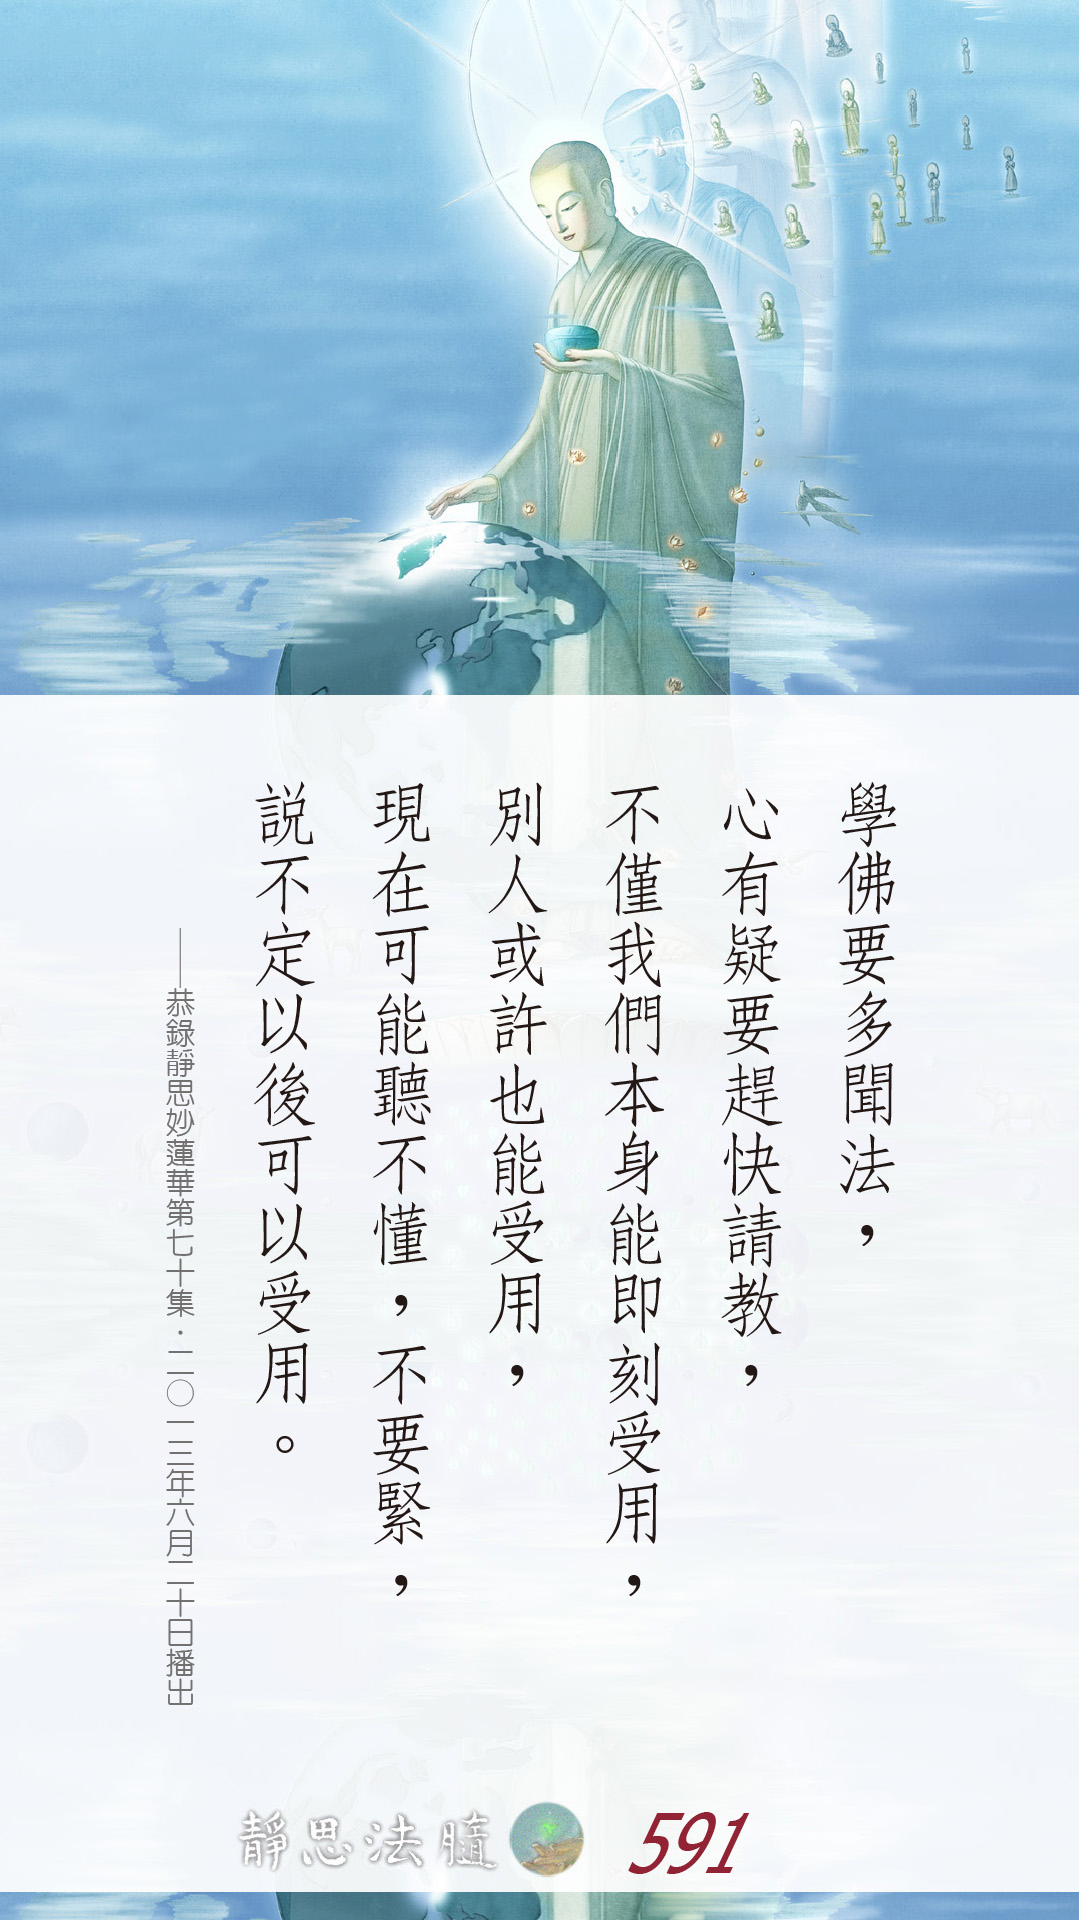 學佛要多聞法，
心有疑要趕快請教，
不僅我們本身能即刻受用，
別人或許也能受用，
現在可能聽不懂，不要緊，
說不定以後可以受用。
——恭錄靜思妙蓮華第七十集·二〇一三年六月二十日播出
靜思法髓
591